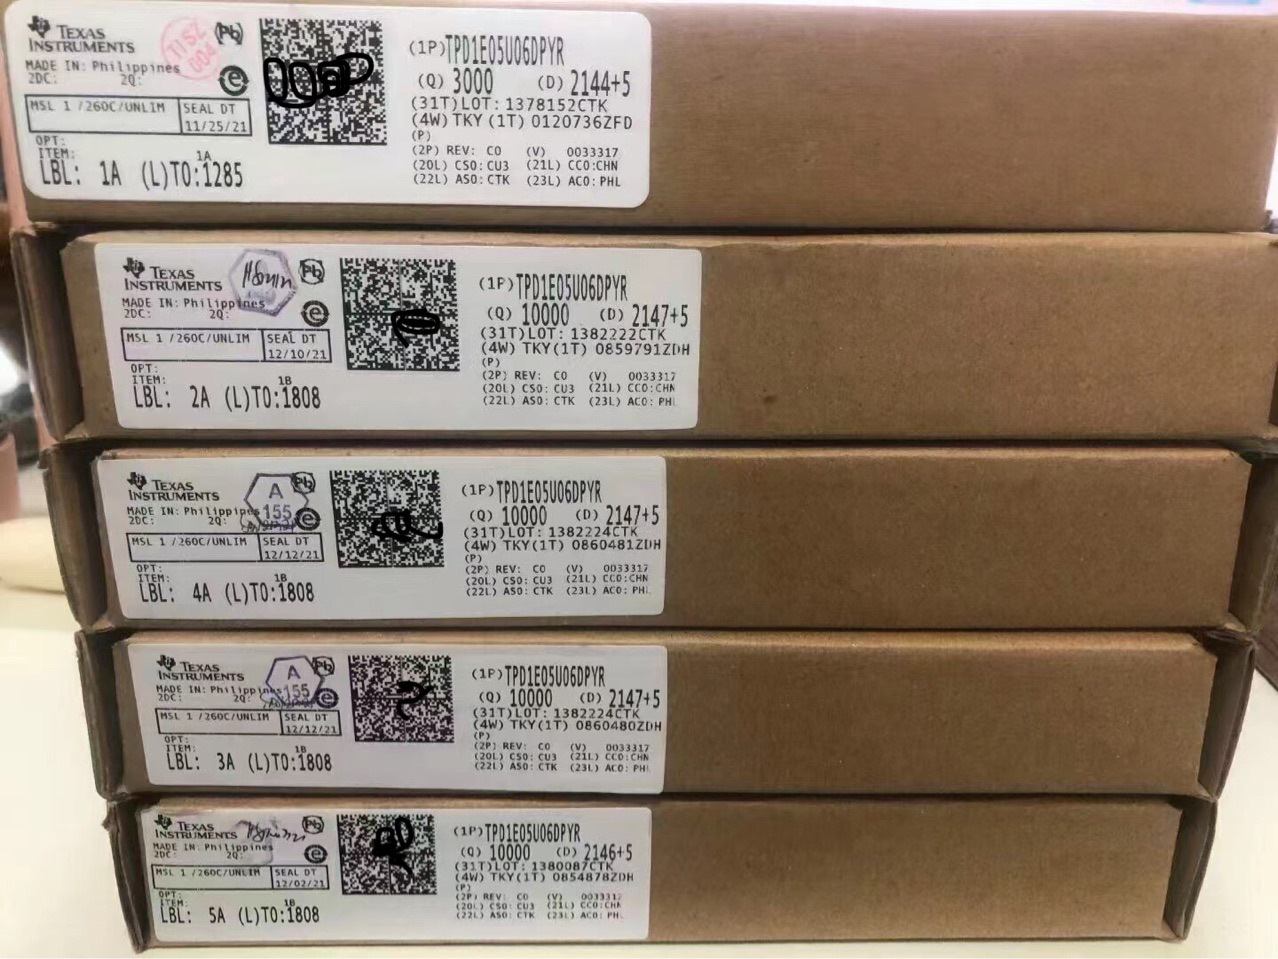 TEXAS INSTRUMENTS
TISZ 004
Pb
MADE IN: Philippines
2DC: 2Q:
e
MSL 1 /260C/UNLIM
SEAL DT
11/25/21
OPT:
ITEM:
1A
LBL: 1A (L)TO:1285
(1P)TPD1E05U06DPYR
(Q) 3000 (D) 2144+5
(31T)LOT: 1378152CTK
(4W) TKY(1T) 0120736ZFD
(P)
(2P) REV: C0 (V) 0033317
(20L) CSO:CU3 (21L) CCO:CHN
(22L) ASO:CTK (23L) ACO:PHL
TEXAS INSTRUMENTS
Pb
MADE IN: Philippines
2DC: 2Q:
e
MSL 1 /260C/UNLIM
SEAL DT
12/10/21
OPT:
ITEM:
1B
LBL: 2A (L)TO:1808
(1P)TPD1E05U06DPYR
(Q) 10000 (D) 2147+5
(31T)LOT: 1382222CTK
(4W) TKY(1T) 0859791ZDH
(P)
(2P) REV: C0 (V) 0033317
(20L) CSO: CU3 (21L) CCO:CHN
(22L) ASO: CTK (23L) ACO: PHL
TEXAS INSTRUMENTS
A
155
Pb
MADE IN: Philippines
2DC: 2Q:
e
MSL 1 /260C/UNLIM
SEAL DT
12/12/21
OPT:
ITEM:
1B
LBL: 4A (L)TO:1808
(1P)TPD1E05U06DPYR
(Q) 10000 (D) 2147+5
(31T)LOT: 1382224CTK
(4W) TKY(1T) 0860481ZDH
(P)
(2P) REV: C0 (V) 0033317
(20L) CSO: CU3 (21L) CCO:CHN
(22L) ASO: CTK (23L) ACO: PHL
TEXAS INSTRUMENTS
A
155
Pb
MADE IN: Philippines
2DC: 2Q:
e
MSL 1 /260C/UNLIM
SEAL DT
12/12/21
OPT:
ITEM:
1B
LBL: 3A (L)TO:1808
(1P)TPD1E05U06DPYR
(Q) 10000 (D) 2147+5
(31T)LOT: 1382224CTK
(4W) TKY(1T) 0860480ZDH
(P)
(2P) REV: C0 (V) 0033317
(20L) CSO: CU3 (21L) CCO:CHN
(22L) ASO: CTK (23L) ACO: PHL
TEXAS INSTRUMENTS
Pb
MADE IN: Philippines
2DC: 2Q:
e
MSL 1 /260C/UNLIM
SEAL DT
12/02/21
OPT:
ITEM:
1B
LBL: 5A (L)TO:1808
(1P)TPD1E05U06DPYR
(Q) 10000 (D) 2146+5
(31T)LOT: 1380087CTK
(4W) TKY(1T) 0854878ZDH
(P)
(2P) REV: C0 (V) 0033317
(20L) CSO: CU3 (21L) CCO:CHN
(22L) ASO: CTK (23L) ACO: PHL